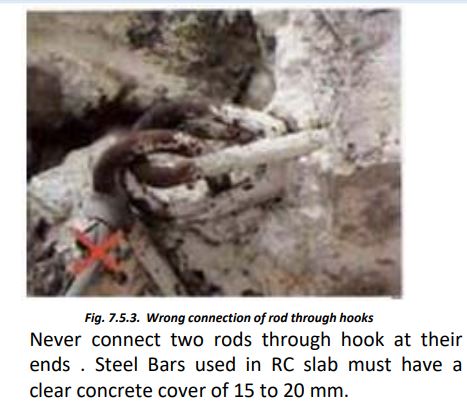 Fig. 7.5.3. Wrong connection of rod through hooks
Never connect two rods through hook at their
ends . Steel Bars used in RC slab must have a
clear concrete cover of 15 to 20 mm.